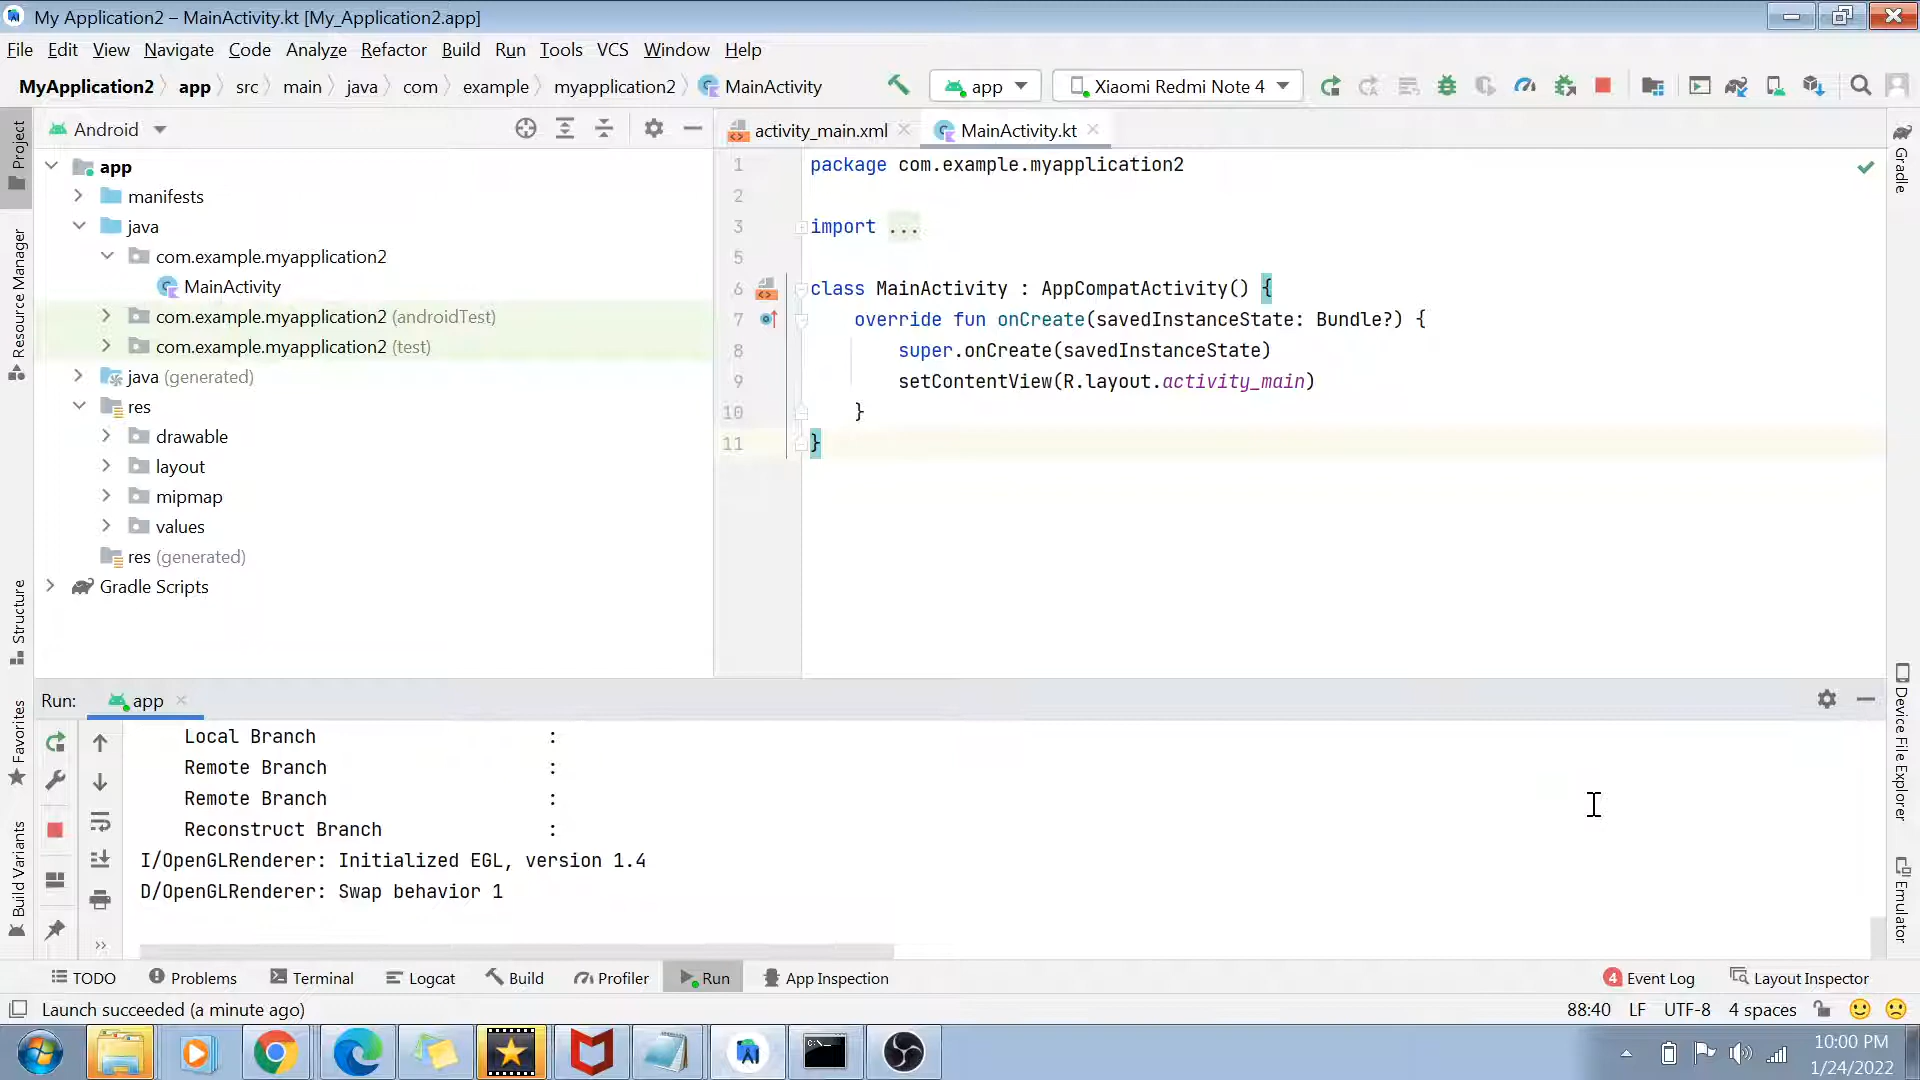 My Application2 – MainActivity.kt [My_Application2.app]
File Edit View Navigate Code Analyze Refactor Build Run Tools VCS Window Help
MyApplication2 app src main java com example myapplication2 MainActivity app Xiaomi Redmi Note 4
Android
activity_main.xml MainActivity.kt
Project
Resource Manager
Structure
Favorites
Build Variants
app
manifests
java
com.example.myapplication2
MainActivity
com.example.myapplication2 (androidTest)
com.example.myapplication2 (test)
java (generated)
res
drawable
layout
mipmap
values
res (generated)
Gradle Scripts
1 package com.example.myapplication2
2
3 import ...
5
6 class MainActivity : AppCompatActivity() {
7 override fun onCreate(savedInstanceState: Bundle?) {
8 super.onCreate(savedInstanceState)
9 setContentView(R.layout.activity_main)
10 }
11 }
Gradle
Device File Explorer
Emulator
Run: app
Local Branch :
Remote Branch :
Remote Branch :
Reconstruct Branch :
I/OpenGLRenderer: Initialized EGL, version 1.4
D/OpenGLRenderer: Swap behavior 1
TODO Problems Terminal Logcat Build Profiler Run App Inspection 4 Event Log Layout Inspector
Launch succeeded (a minute ago) 88:40 LF UTF-8 4 spaces
C:\_
10:00 PM
1/24/2022